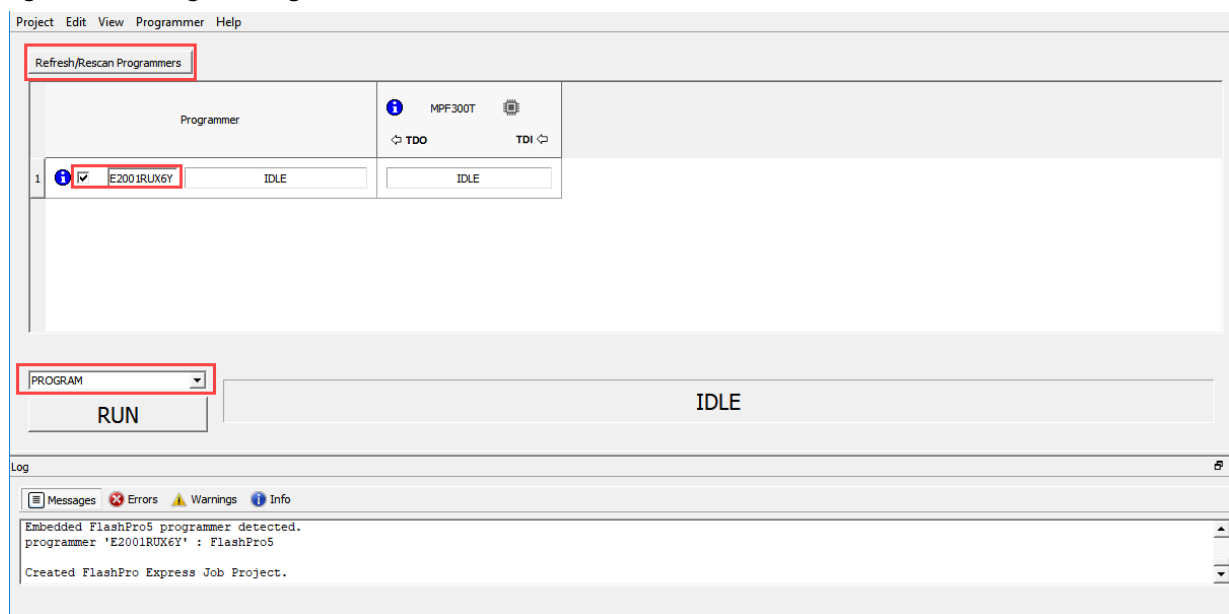 Project Edit View Programmer Help
Refresh/Rescan Programmers
Programmer
MPF300T
TDO TDI
1 E2001RUX6Y IDLE IDLE
PROGRAM
RUN
IDLE
Log
Messages Errors Warnings Info
Embedded FlashPro5 programmer detected.
programmer 'E2001RUX6Y' : FlashPro5
Created FlashPro Express Job Project.